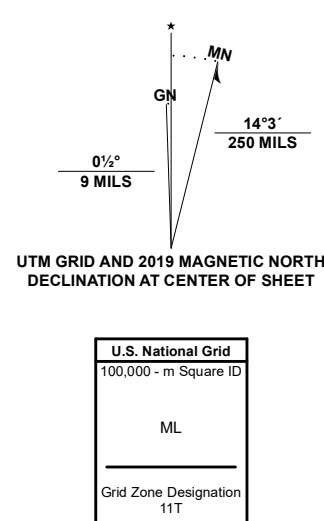 ★
MN
GN
14°3´
250 MILS
0½°
9 MILS
UTM GRID AND 2019 MAGNETIC NORTH
DECLINATION AT CENTER OF SHEET
U.S. National Grid
100,000 - m Square ID
ML
Grid Zone Designation
11T